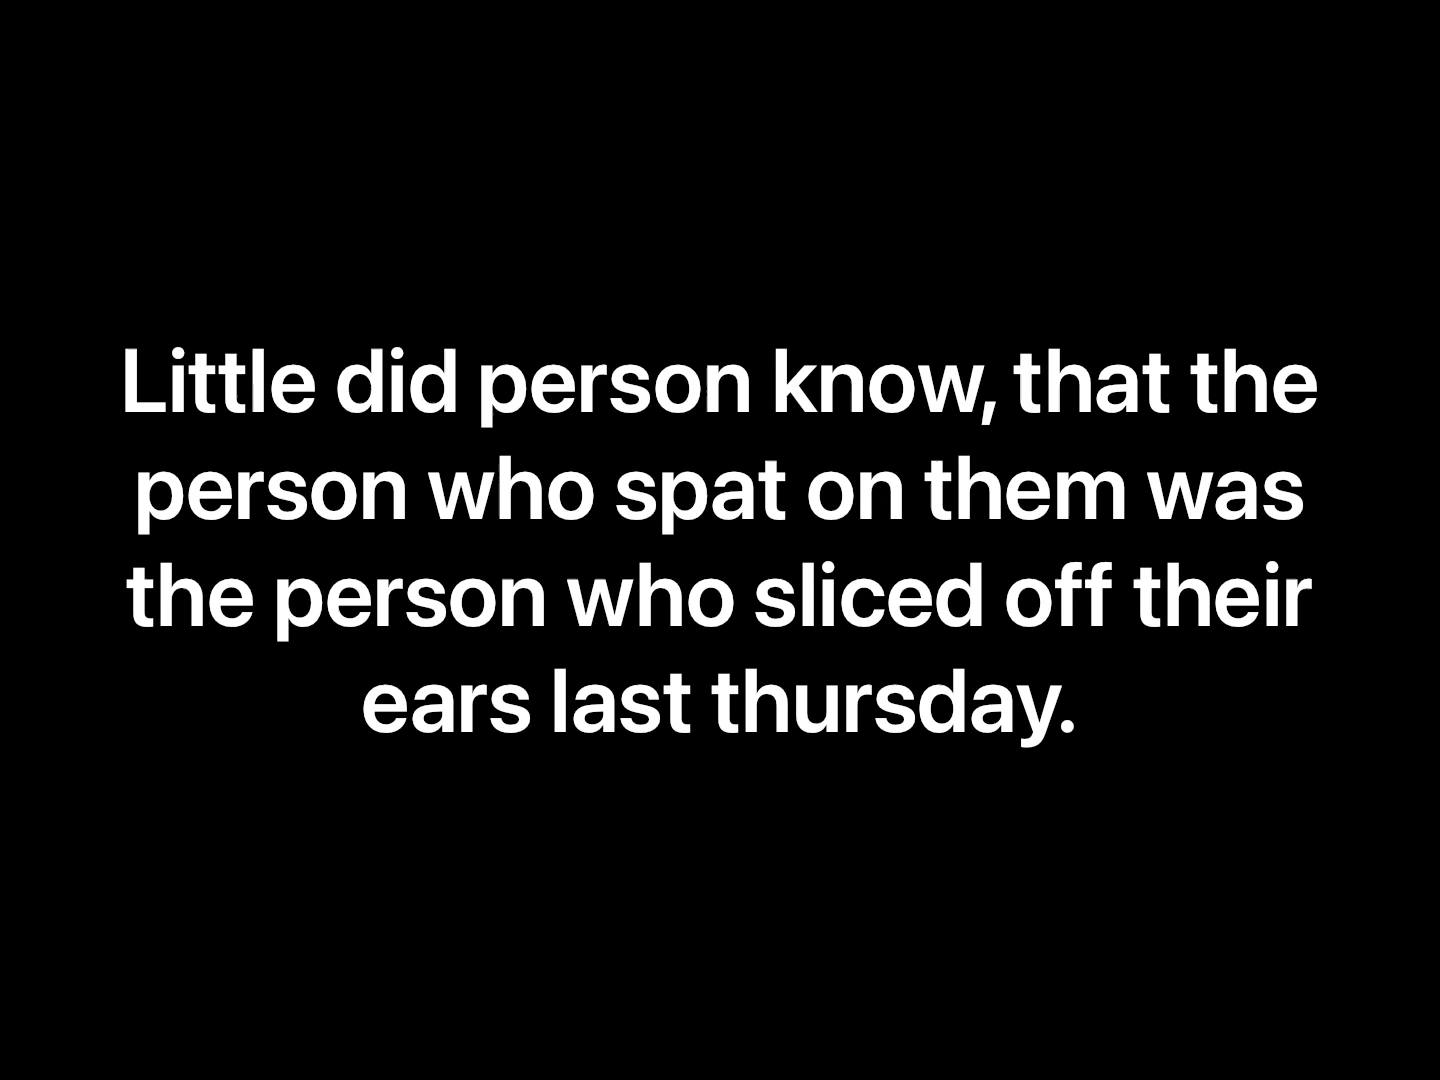 Little did person know, that the
person who spat on them was
the person who sliced off their
ears last thursday.